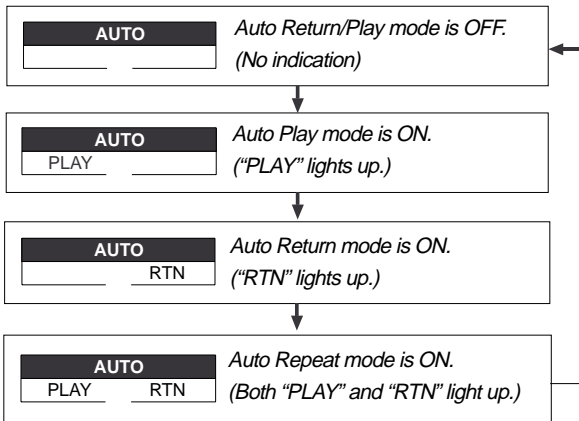 AUTO
Auto Return/Play mode is OFF.
(No indication)
AUTO
PLAY
Auto Play mode is ON.
(“PLAY” lights up.)
AUTO
RTN
Auto Return mode is ON.
(“RTN” lights up.)
AUTO
PLAY RTN
Auto Repeat mode is ON.
(Both “PLAY” and “RTN” light up.)